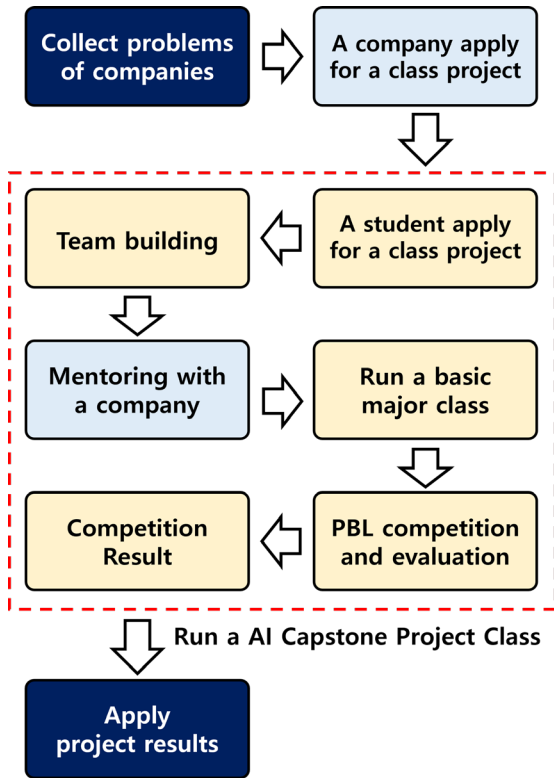 Collect problems
of companies
A company apply
for a class project
Team building
A student apply
for a class project
Mentoring with
a company
Run a basic
major class
Competition
Result
PBL competition
and evaluation
Run a AI Capstone Project Class
Apply
project results